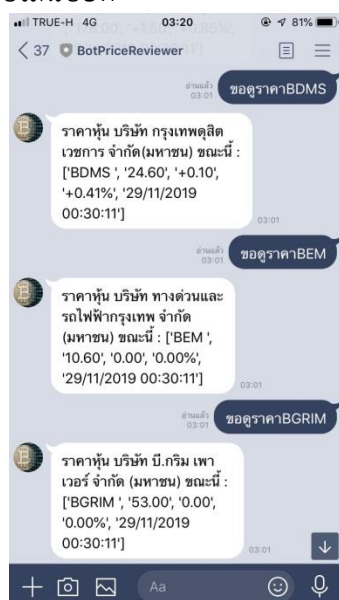 TRUE-H 4G 03:20 81%
37 BotPriceReviewer
อ่านแล้ว
03:01
ขอดูราคาBDMS
ราคาหุ้น บริษัท กรุงเทพดุสิต
เวชการ จำกัด(มหาชน) ขณะนี้ :
['BDMS ', '24.60', '+0.10',
'+0.41%', '29/11/2019
00:30:11']
03:01
อ่านแล้ว
03:01
ขอดูราคาBEM
ราคาหุ้น บริษัท ทางด่วนและ
รถไฟฟ้ากรุงเทพ จำกัด
(มหาชน) ขณะนี้ : ['BEM ',
'10.60', '0.00', '0.00%',
'29/11/2019 00:30:11']
03:01
อ่านแล้ว
03:01
ขอดูราคาBGRIM
ราคาหุ้น บริษัท บี.กริม เพา
เวอร์ จำกัด (มหาชน) ขณะนี้ :
['BGRIM ', '53.00', '0.00',
'0.00%', '29/11/2019
00:30:11']
03:01
Aa